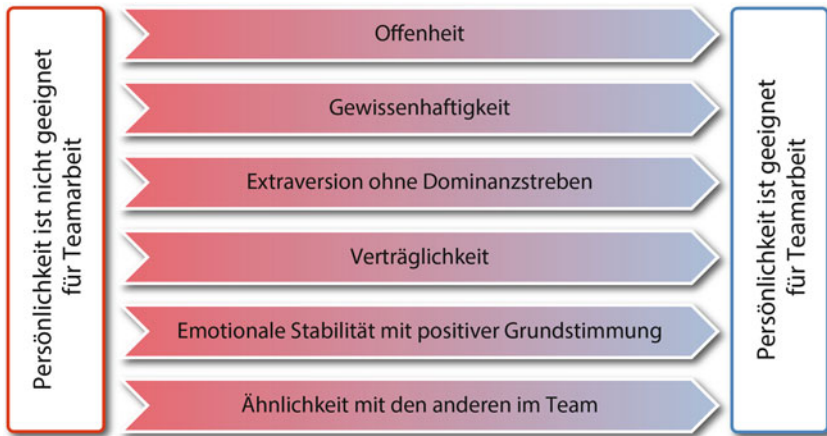 Persönlichkeit ist nicht geeignet
für Teamarbeit
Offenheit
Gewissenhaftigkeit
Extraversion ohne Dominanzstreben
Verträglichkeit
Emotionale Stabilität mit positiver Grundstimmung
Ähnlichkeit mit den anderen im Team
Persönlichkeit ist geeignet
für Teamarbeit